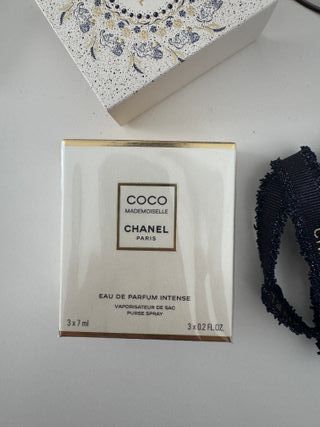 COCO
MADEMOISELLE
CHANEL
PARIS
EAU DE PARFUM INTENSE
VAPORISATEUR DE SAC
PURSE SPRAY
3 x 7 ml 3 x 0.2 FL.OZ.